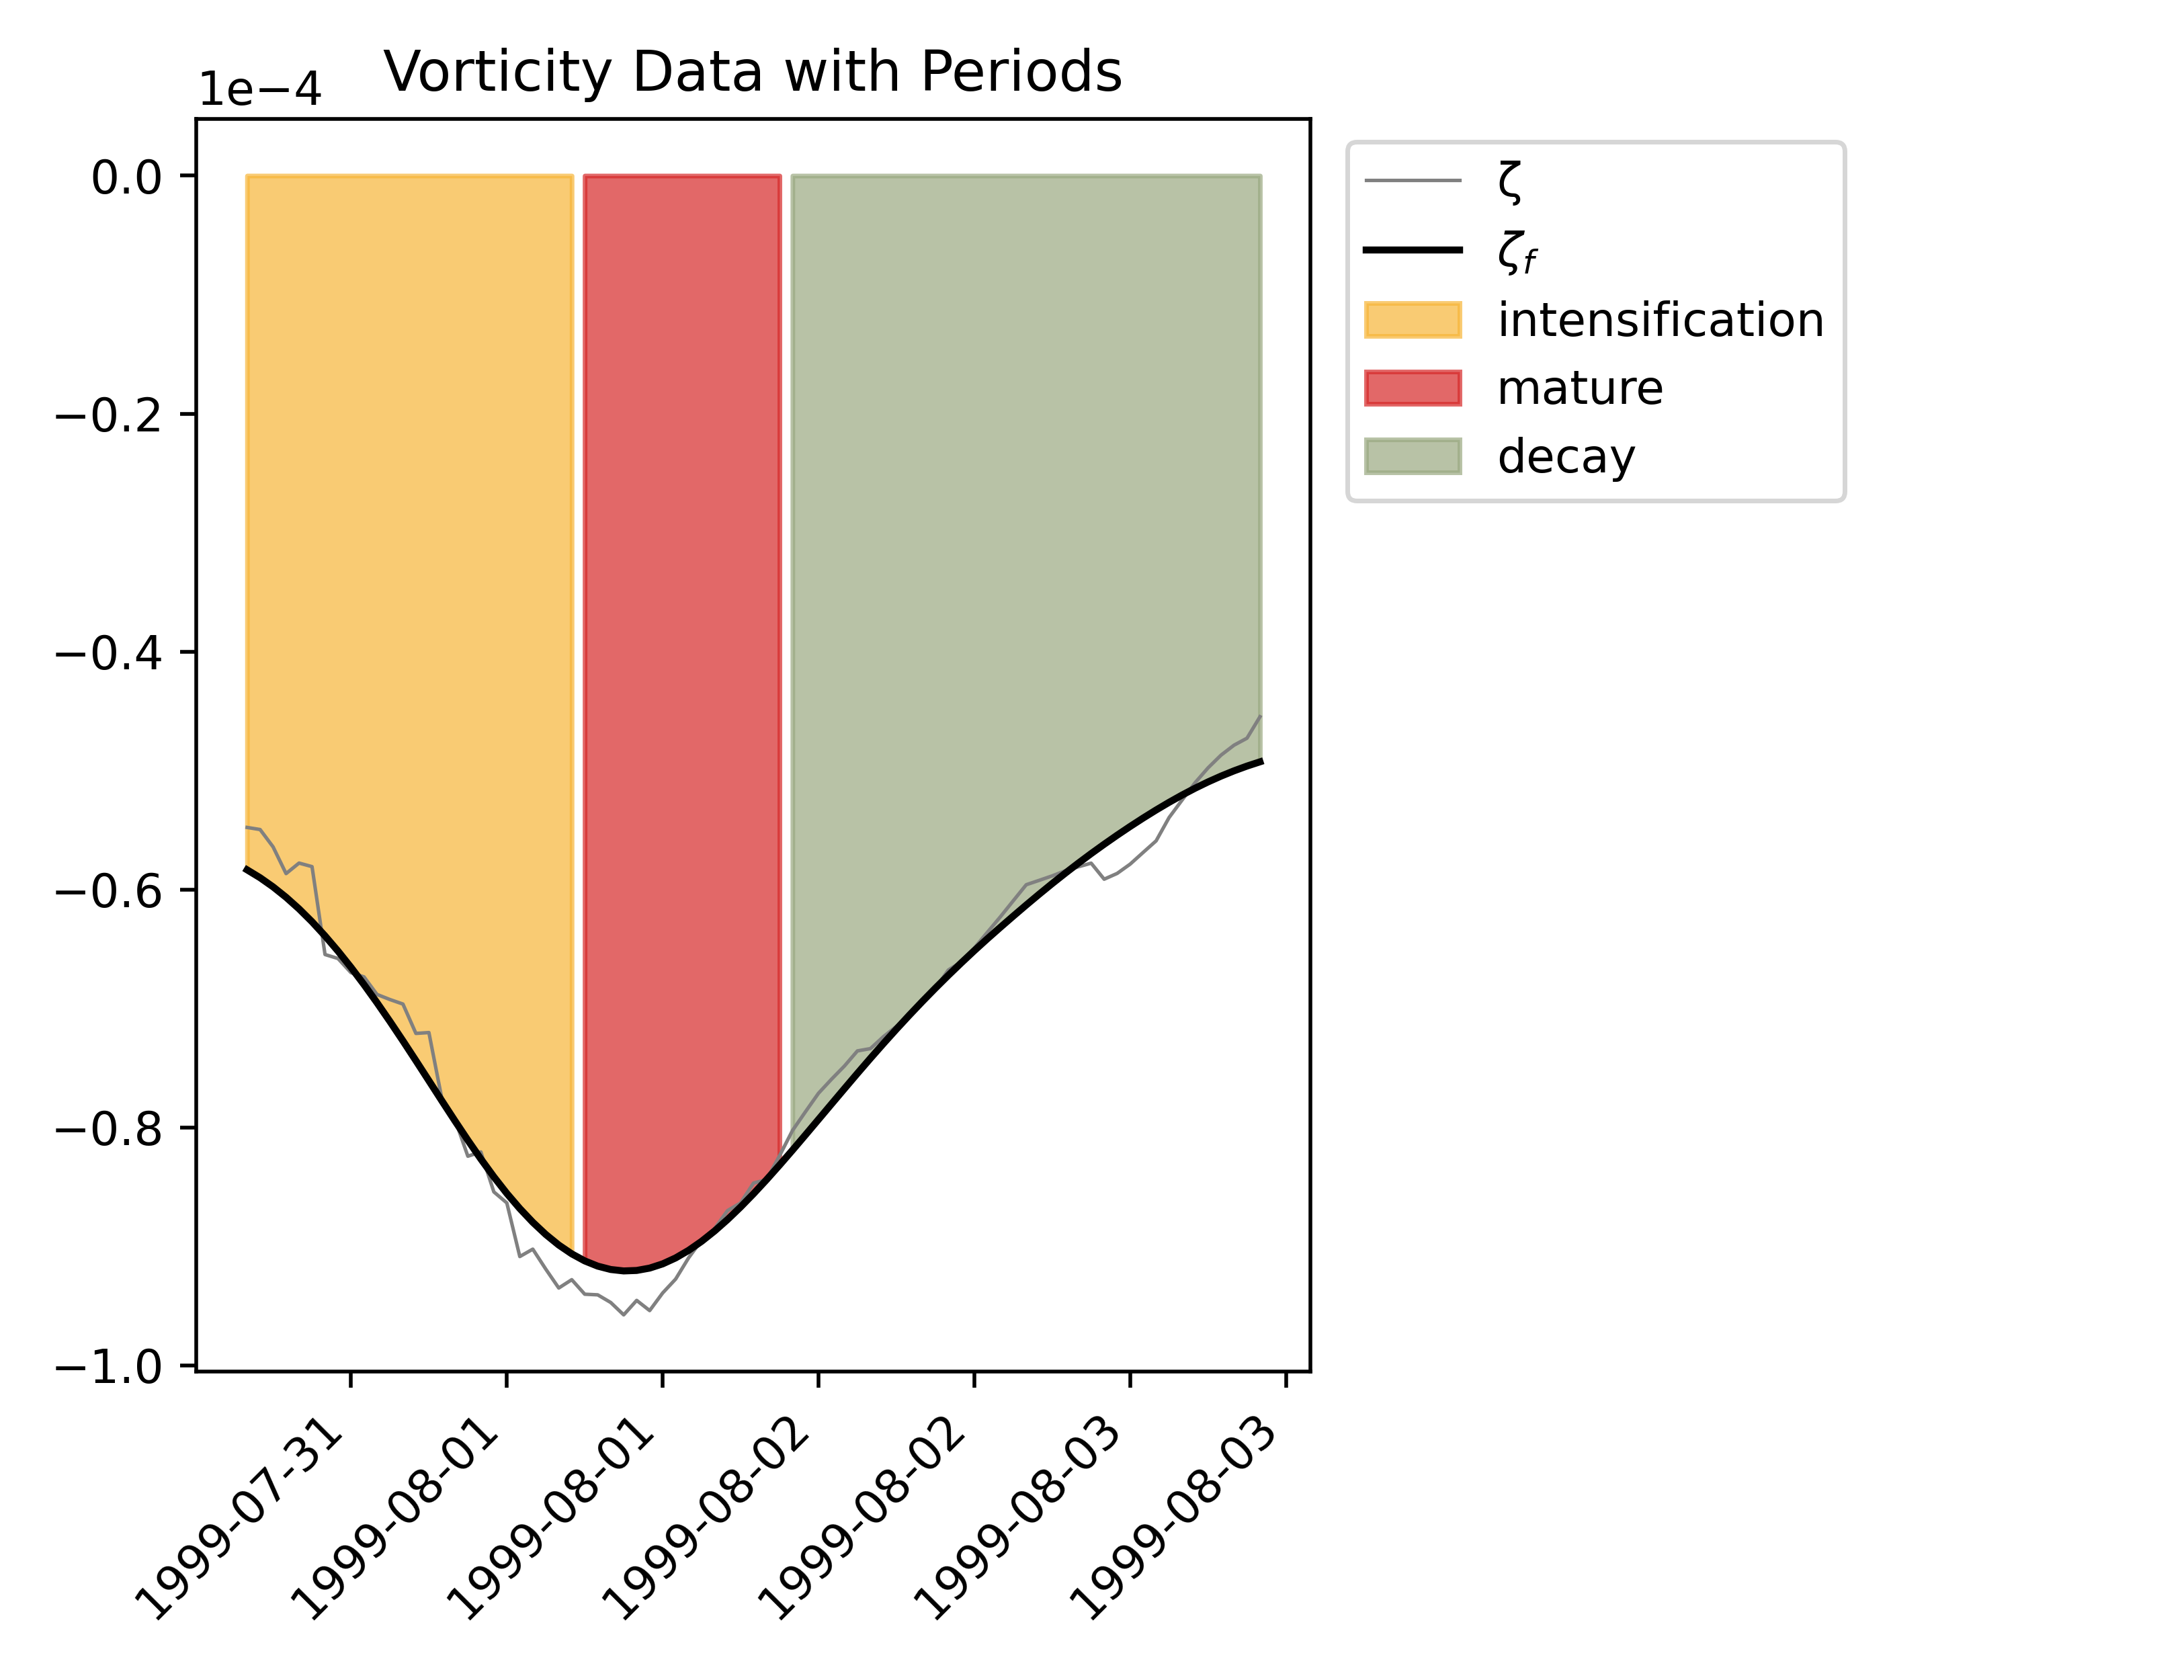 Vorticity Data with Periods
1e−4
0.0
−0.2
−0.4
−0.6
−0.8
−1.0
1999-07-31
1999-08-01
1999-08-01
1999-08-02
1999-08-02
1999-08-03
1999-08-03
ζ
ζf
intensification
mature
decay